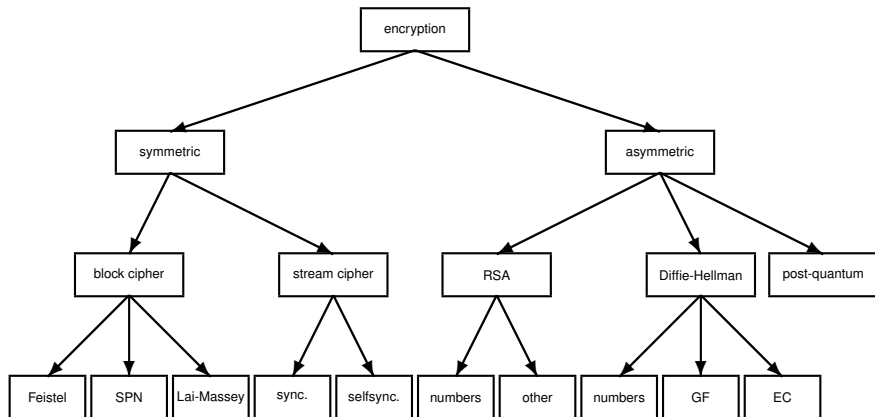 encryption
symmetric
asymmetric
block cipher
stream cipher
RSA
Diffie-Hellman
post-quantum
Feistel
SPN
Lai-Massey
sync.
selfsync.
numbers
other
numbers
GF
EC